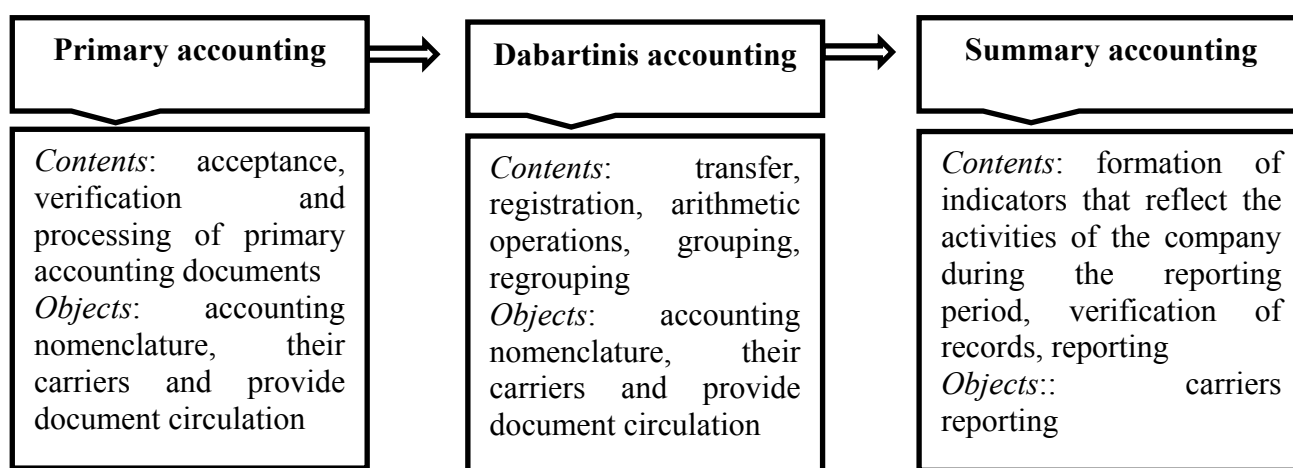 Primary accounting
Dabartinis accounting
Summary accounting
Contents: acceptance,
verification and
processing of primary
accounting documents
Objects: accounting
nomenclature, their
carriers and provide
document circulation
Contents: transfer,
registration, arithmetic
operations, grouping,
regrouping
Objects: accounting
nomenclature, their
carriers and provide
document circulation
Contents: formation of
indicators that reflect the
activities of the company
during the reporting
period, verification of
records, reporting
Objects:: carriers
reporting